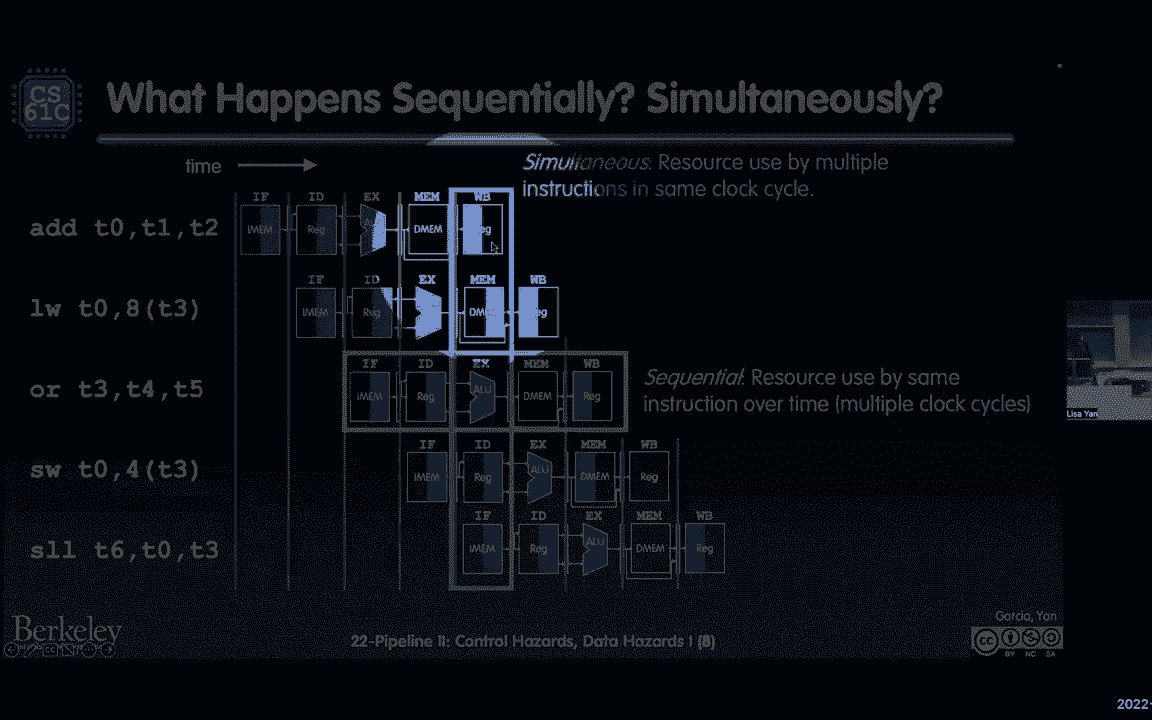 CS
61C
What Happens Sequentially? Simultaneously?
time
Simultaneous: Resource use by multiple
instructions in same clock cycle.
IF ID EX MEM WB
add t0,t1,t2
IMEM Reg ALU DMEM Reg
IF ID EX MEM WB
lw t0,8(t3)
IMEM Reg DMEM Reg
IF ID EX MEM WB
or t3,t4,t5
IMEM Reg ALU DMEM Reg
Sequential: Resource use by same
instruction over time (multiple clock cycles)
Lisa Yan
IF ID EX MEM WB
sw t0,4(t3)
IMEM Reg ALU DMEM Reg
IF ID EX MEM WB
sll t6,t0,t3
IMEM Reg ALU DMEM Reg
Berkeley
22-Pipeline II: Control Hazards, Data Hazards I (8)
Garcia, Yan
cc
BY NC SA
2022-